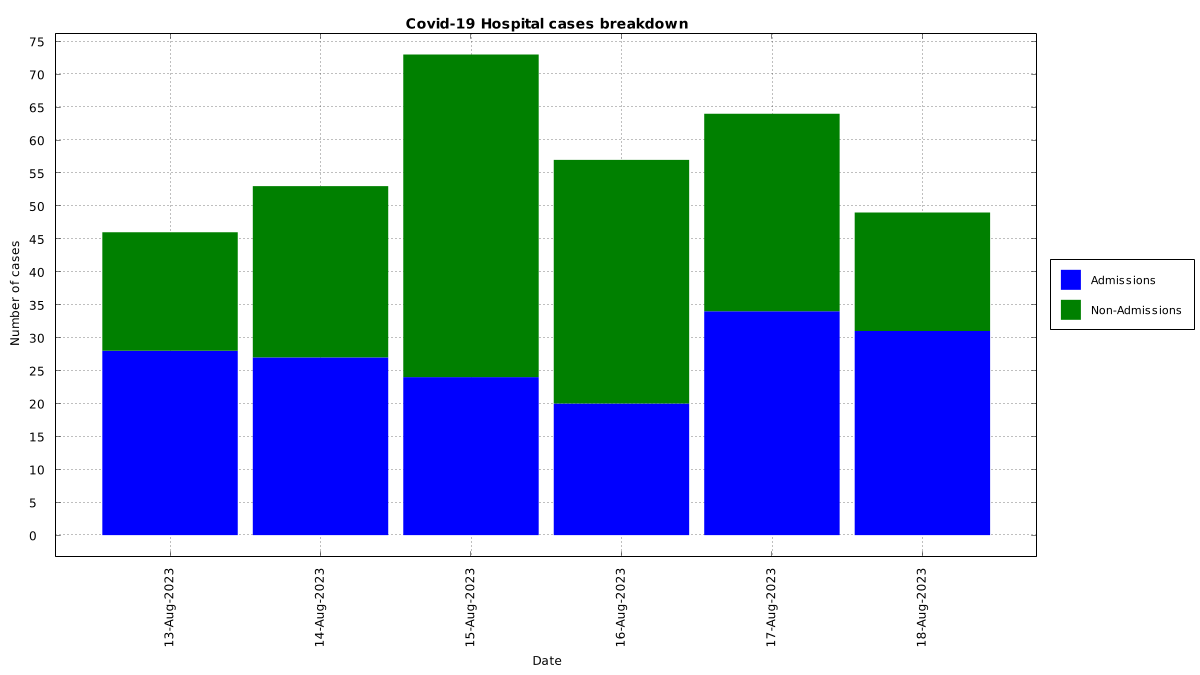 Covid-19 Hospital cases breakdown
75
70
65
60
55
50
45
40
35
30
25
20
15
10
5
0
Number of cases
13-Aug-2023
14-Aug-2023
15-Aug-2023
16-Aug-2023
17-Aug-2023
18-Aug-2023
Date
Admissions
Non-Admissions